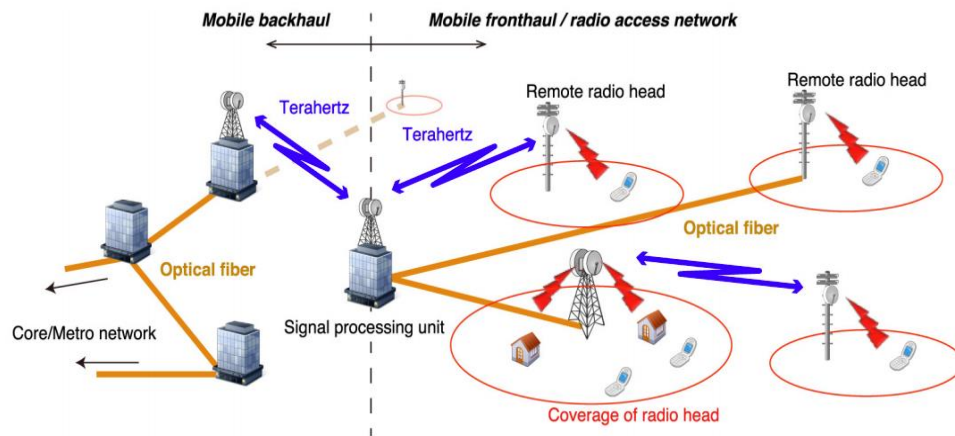 Mobile backhaul
Mobile fronthaul / radio access network
Remote radio head
Remote radio head
Terahertz
Terahertz
Optical fiber
Optical fiber
Core/Metro network
Signal processing unit
Coverage of radio head